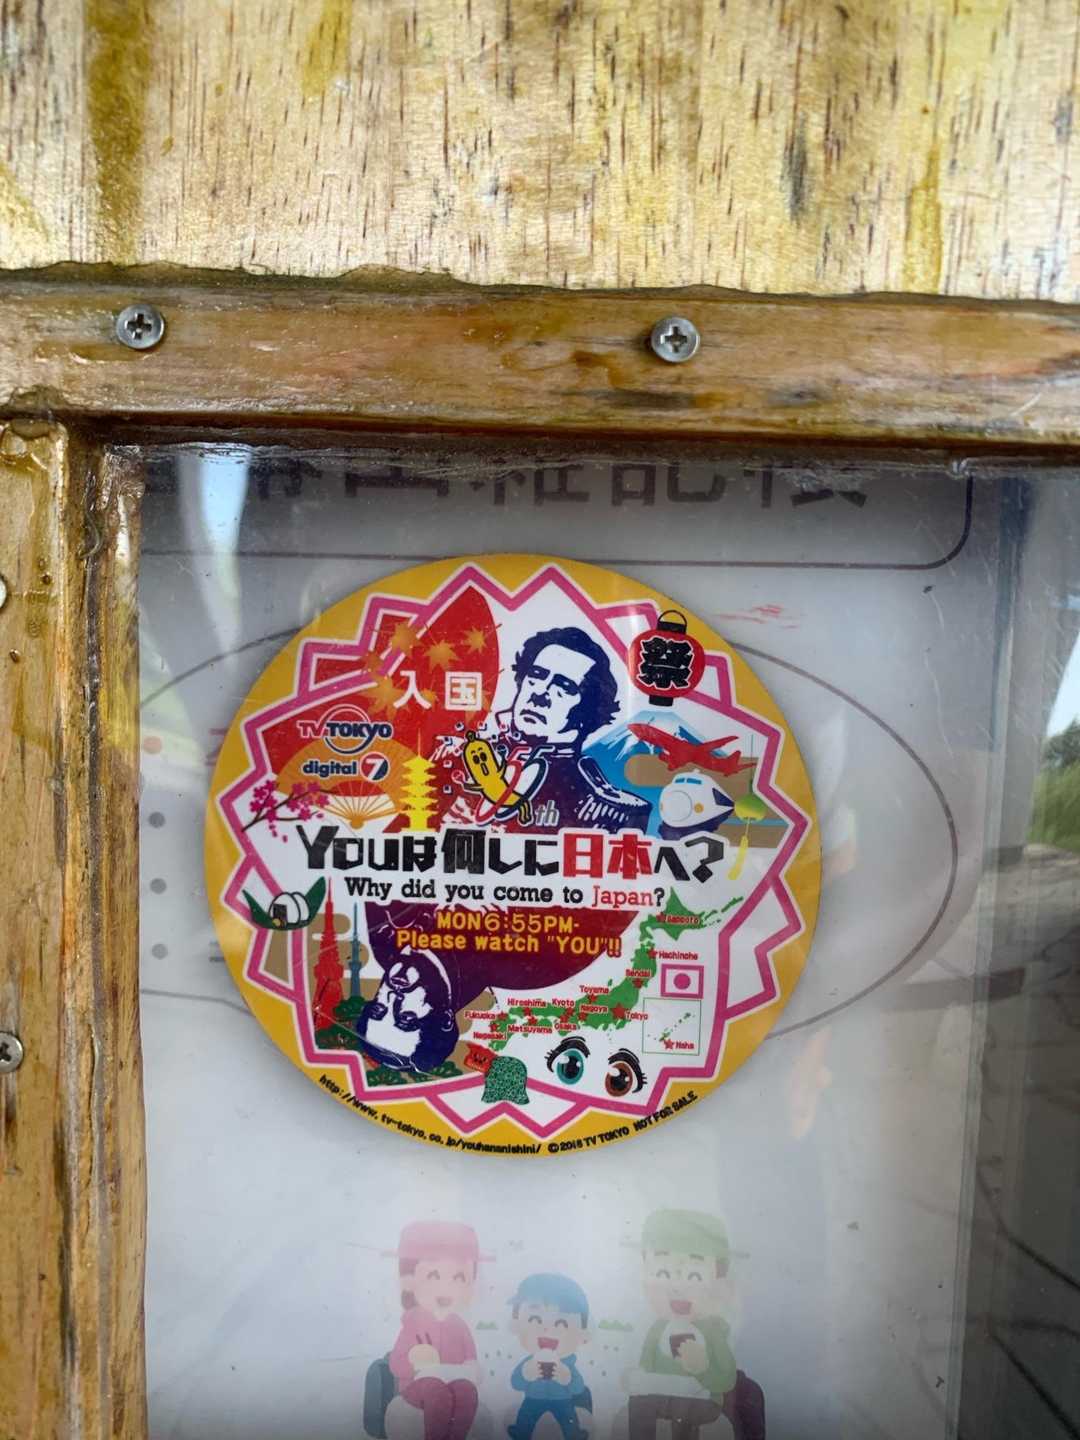 入国
祭
TV TOKYO
digital 7
55th
YOUは何しに日本へ?
Why did you come to Japan?
MON 6:55PM-
Please watch "YOU"!!
Sapporo
Hachinohe
Sendai
Toyama
Hiroshima Kyoto
Nagoya
Tokyo
Fukuoka
Matsuyama Osaka
Nagasaki
Naha
http://www.tv-tokyo.co.jp/youhananishini/ ©2018 TV TOKYO NOT FOR SALE